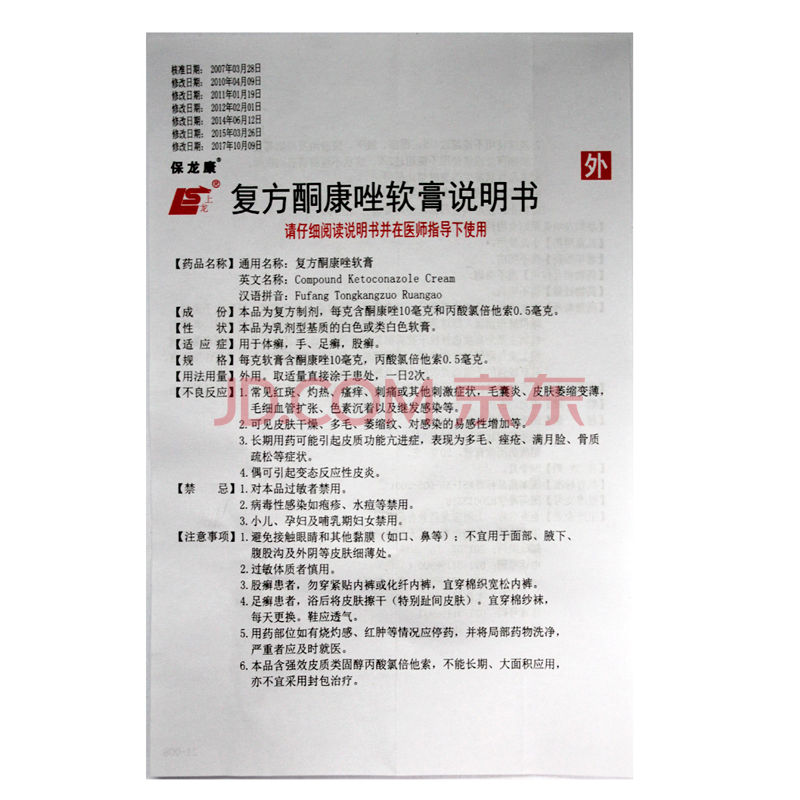 核准日期： 2007年03月28日
修改日期： 2010年04月09日
修改日期： 2011年01月19日
修改日期： 2012年02月01日
修改日期： 2014年06月12日
修改日期： 2015年03月26日
修改日期： 2017年10月09日
保龙康®
外
LS®上龙
复方酮康唑软膏说明书
请仔细阅读说明书并在医师指导下使用
【药品名称】通用名称：复方酮康唑软膏
英文名称：Compound Ketoconazole Cream
汉语拼音：Fufang Tongkangzuo Ruangao
【成　份】本品为复方制剂，每克含酮康唑10毫克和丙酸氯倍他索0.5毫克。
【性　状】本品为乳剂型基质的白色或类白色软膏。
【适 应 症】用于体癣，手、足癣，股癣。
【规　格】每克软膏含酮康唑10毫克，丙酸氯倍他索0.5毫克。
【用法用量】外用。取适量直接涂于患处，一日2次。
【不良反应】1.常见红斑、灼热、瘙痒、刺痛或其他刺激症状，毛囊炎、皮肤萎缩变薄，
毛细血管扩张、色素沉着以及继发感染等。
2.可见皮肤干燥、多毛、萎缩纹、对感染的易感性增加等。
3.长期用药可能引起皮质功能亢进症，表现为多毛、痤疮、满月脸、骨质
疏松等症状。
4.偶可引起变态反应性皮炎。
【禁　忌】1.对本品过敏者禁用。
2.病毒性感染如疱疹、水痘等禁用。
3.小儿、孕妇及哺乳期妇女禁用。
【注意事项】1.避免接触眼睛和其他黏膜（如口、鼻等）；不宜用于面部、腋下、
腹股沟及外阴等皮肤细薄处。
2.过敏体质者慎用。
3.股癣患者，勿穿紧贴内裤或化纤内裤，宜穿棉织宽松内裤。
4.足癣患者，浴后将皮肤擦干（特别趾间皮肤）。宜穿棉纱袜，
每天更换。鞋应透气。
5.用药部位如有烧灼感、红肿等情况应停药，并将局部药物洗净，
严重者应及时就医。
6.本品含强效皮质类固醇丙酸氯倍他索，不能长期、大面积应用，
亦不宜采用封包治疗。
JD.COM 京东